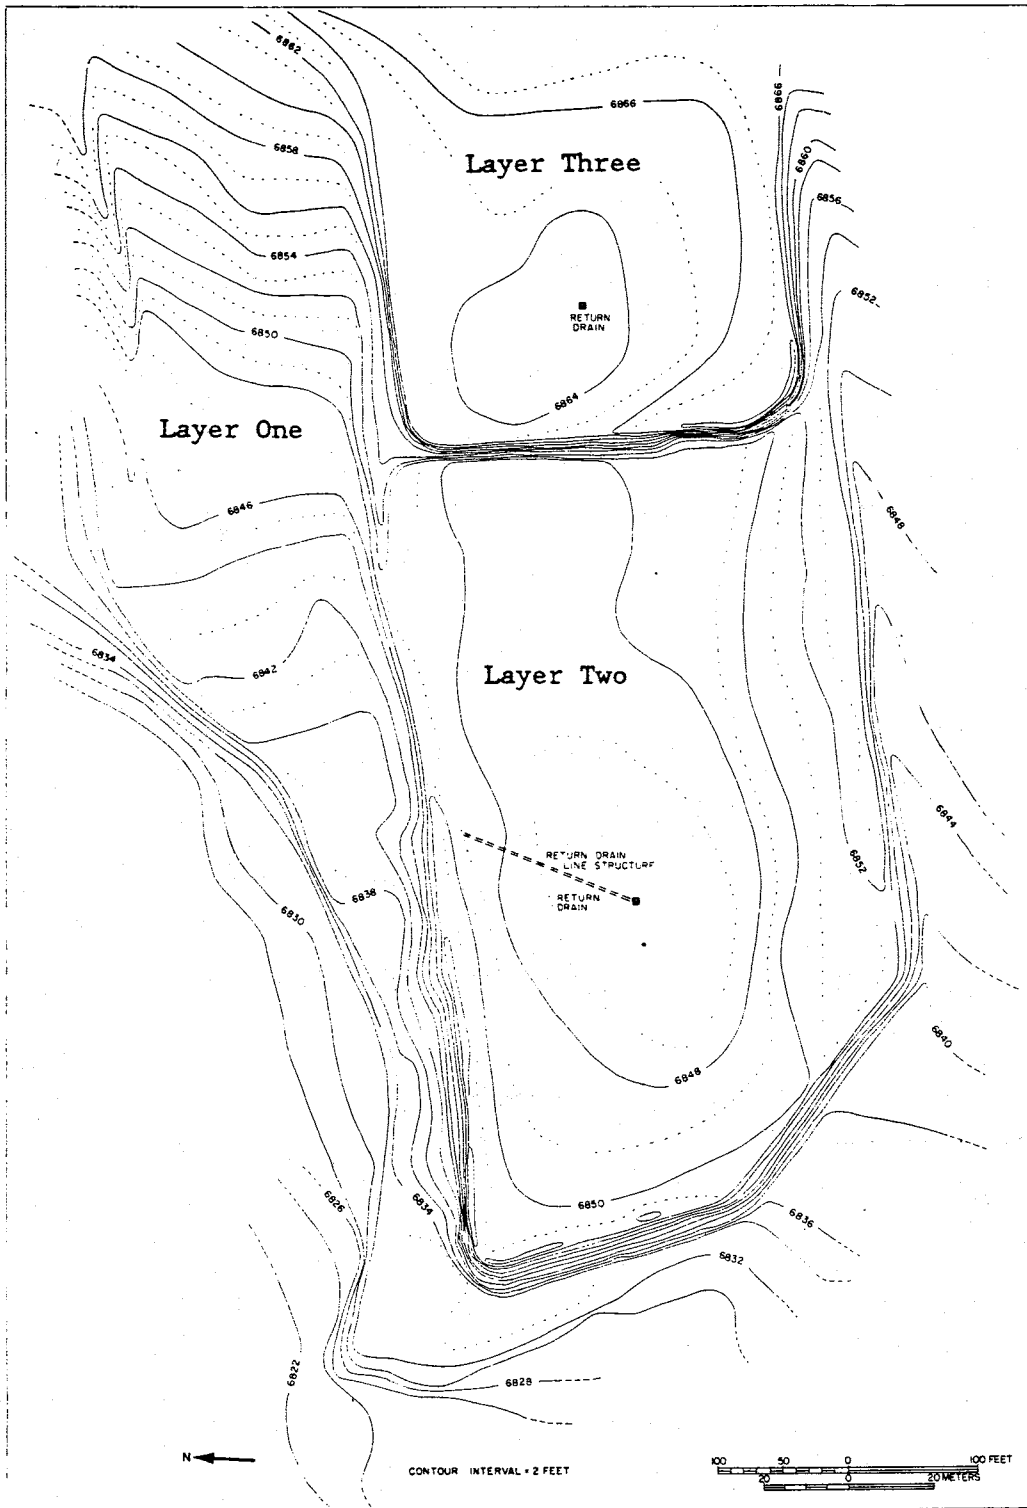 6862
6866
6866
6858
Layer Three
6860
6856
6854
6852
RETURN
DRAIN
6850
6864
Layer One
6846
6848
6834
6842
Layer Two
6844
RETURN DRAIN
LINE STRUCTURE
6852
6838
RETURN
DRAIN
6830
6840
6848
6826
6834
6850
6836
6832
6822
6828
N
CONTOUR INTERVAL = 2 FEET
100 50 0 100 FEET
20 0 20 METERS